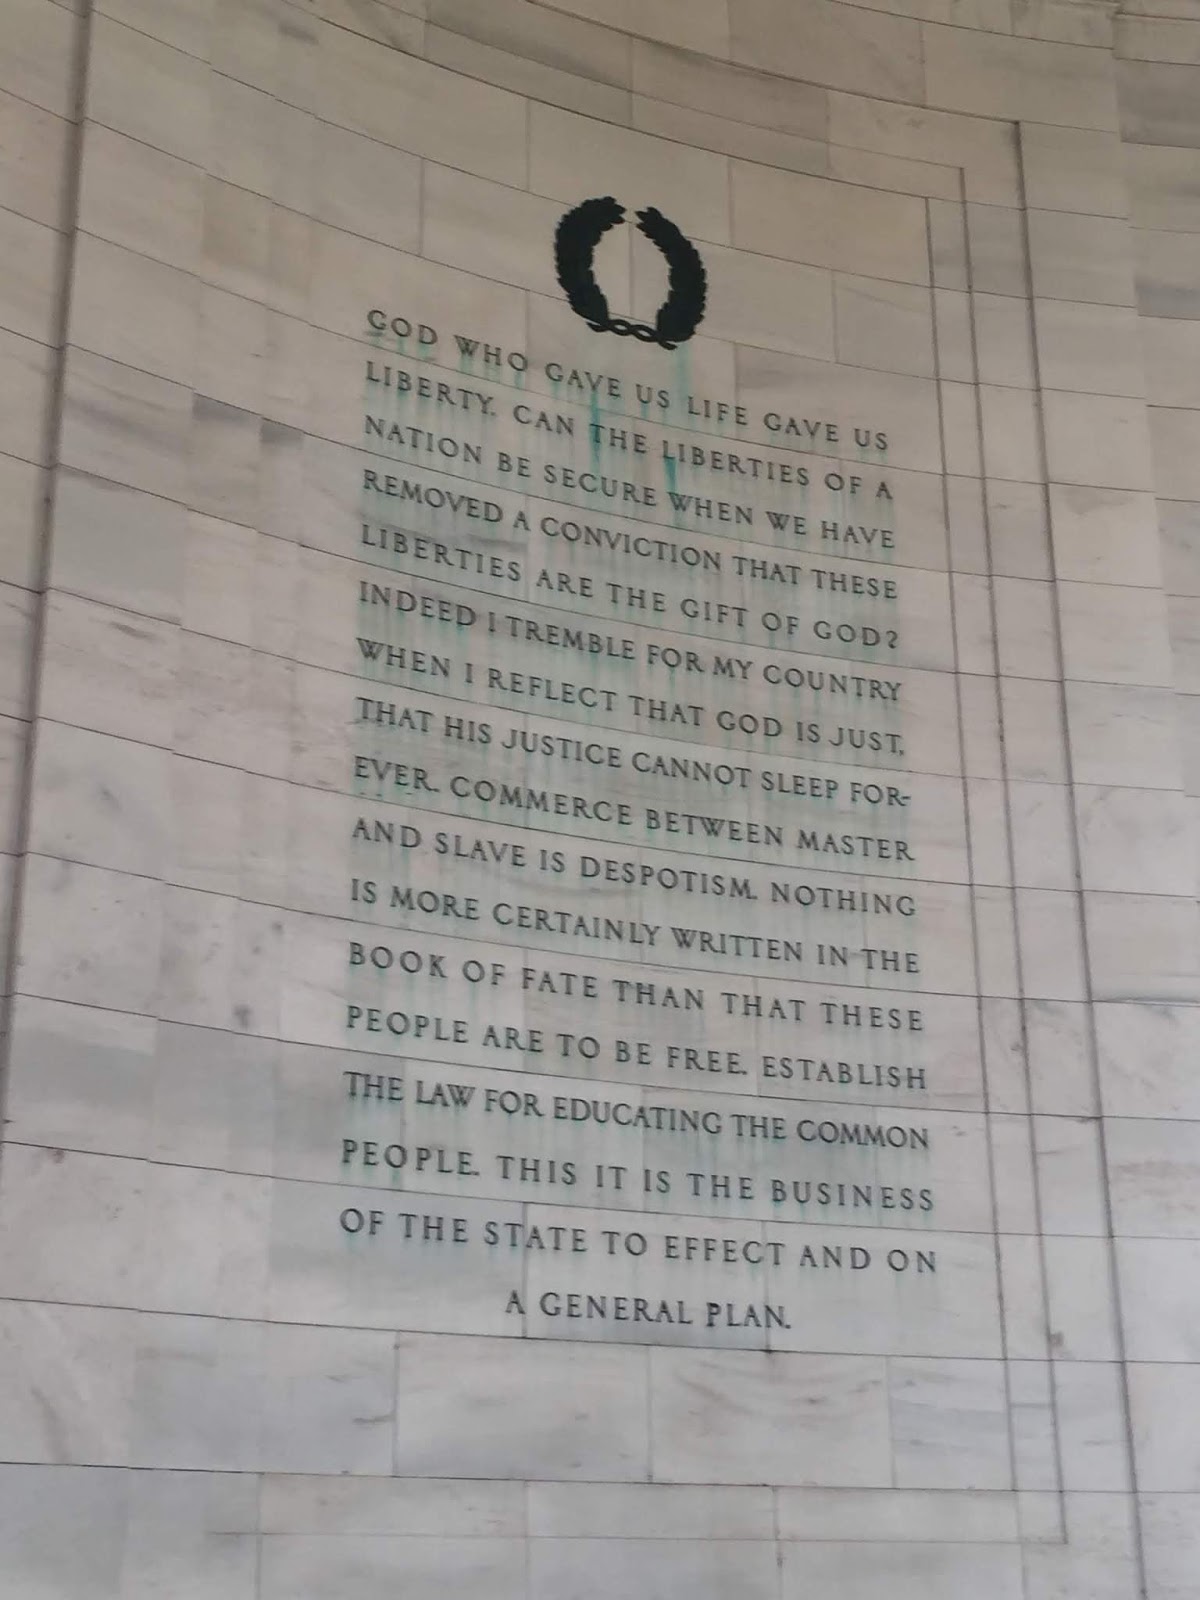 GOD WHO GAVE US LIFE GAVE US
LIBERTY. CAN THE LIBERTIES OF A
NATION BE SECURE WHEN WE HAVE
REMOVED A CONVICTION THAT THESE
LIBERTIES ARE THE GIFT OF GOD?
INDEED I TREMBLE FOR MY COUNTRY
WHEN I REFLECT THAT GOD IS JUST,
THAT HIS JUSTICE CANNOT SLEEP FOR-
EVER. COMMERCE BETWEEN MASTER
AND SLAVE IS DESPOTISM. NOTHING
IS MORE CERTAINLY WRITTEN IN THE
BOOK OF FATE THAN THAT THESE
PEOPLE ARE TO BE FREE. ESTABLISH
THE LAW FOR EDUCATING THE COMMON
PEOPLE. THIS IT IS THE BUSINESS
OF THE STATE TO EFFECT AND ON
A GENERAL PLAN.